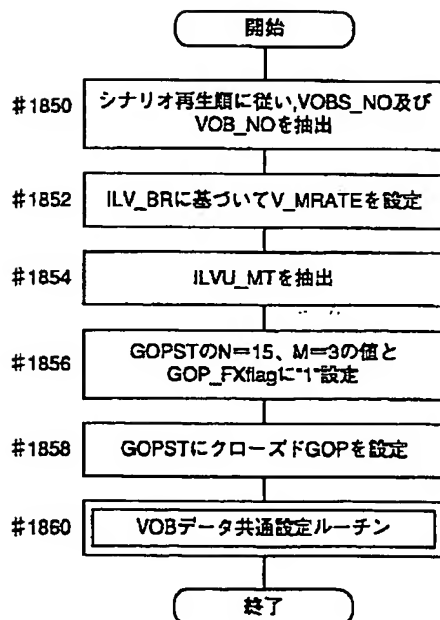 開始
#1850
シナリオ再生順に従い,VOBS_NO及び
VOB_NOを抽出
#1852
ILV_BRに基づいてV_MRATEを設定
#1854
ILVU_MTを抽出
#1856
GOPSTのN=15、M=3の値と
GOP_FXflagに"1"設定
#1858
GOPSTにクローズドGOPを設定
#1860
VOBデータ共通設定ルーチン
終了